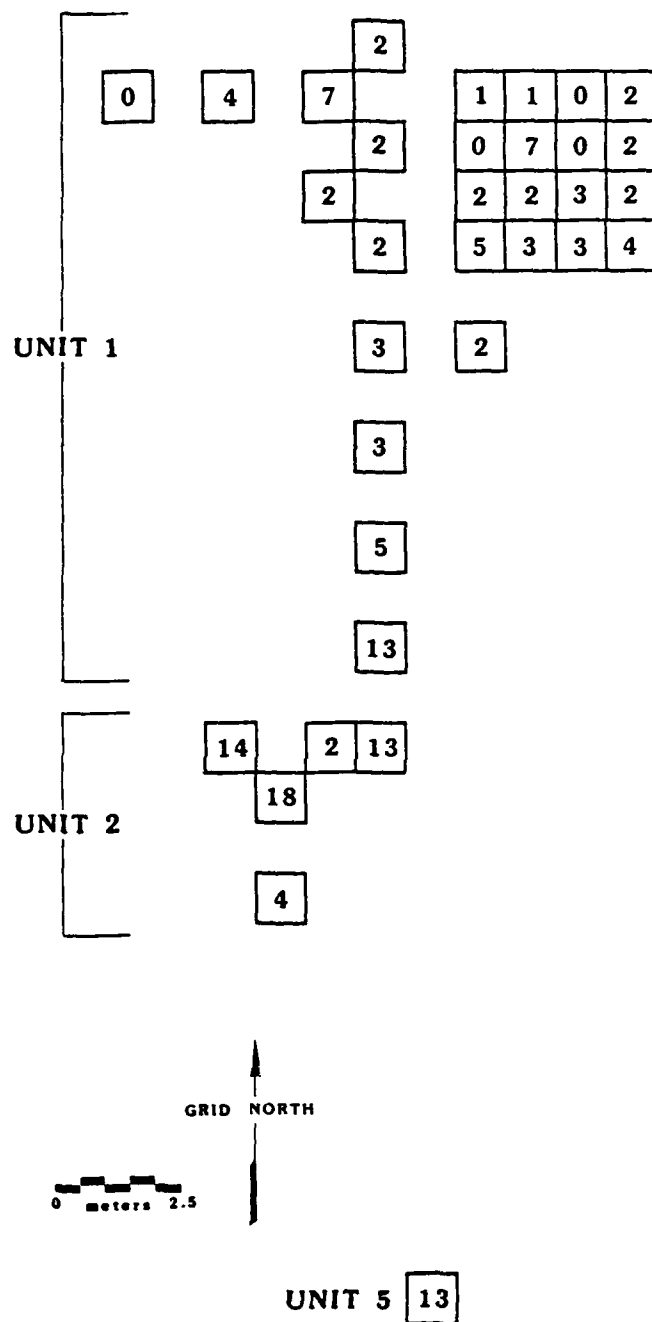 2
0 4 7 1 1 0 2
2 0 7 0 2
2 2 2 3 2
2 5 3 3 4
UNIT 1 3 2
3
5
13
14 2 13
18
UNIT 2
4
GRID NORTH
0 meters 2.5
UNIT 5 13